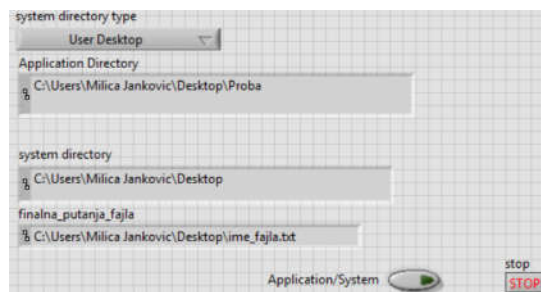 system directory type
User Desktop
Application Directory
C:\Users\Milica Jankovic\Desktop\Proba
system directory
C:\Users\Milica Jankovic\Desktop
finalna_putanja_fajla
C:\Users\Milica Jankovic\Desktop\ime_fajla.txt
Application/System
stop
STOP